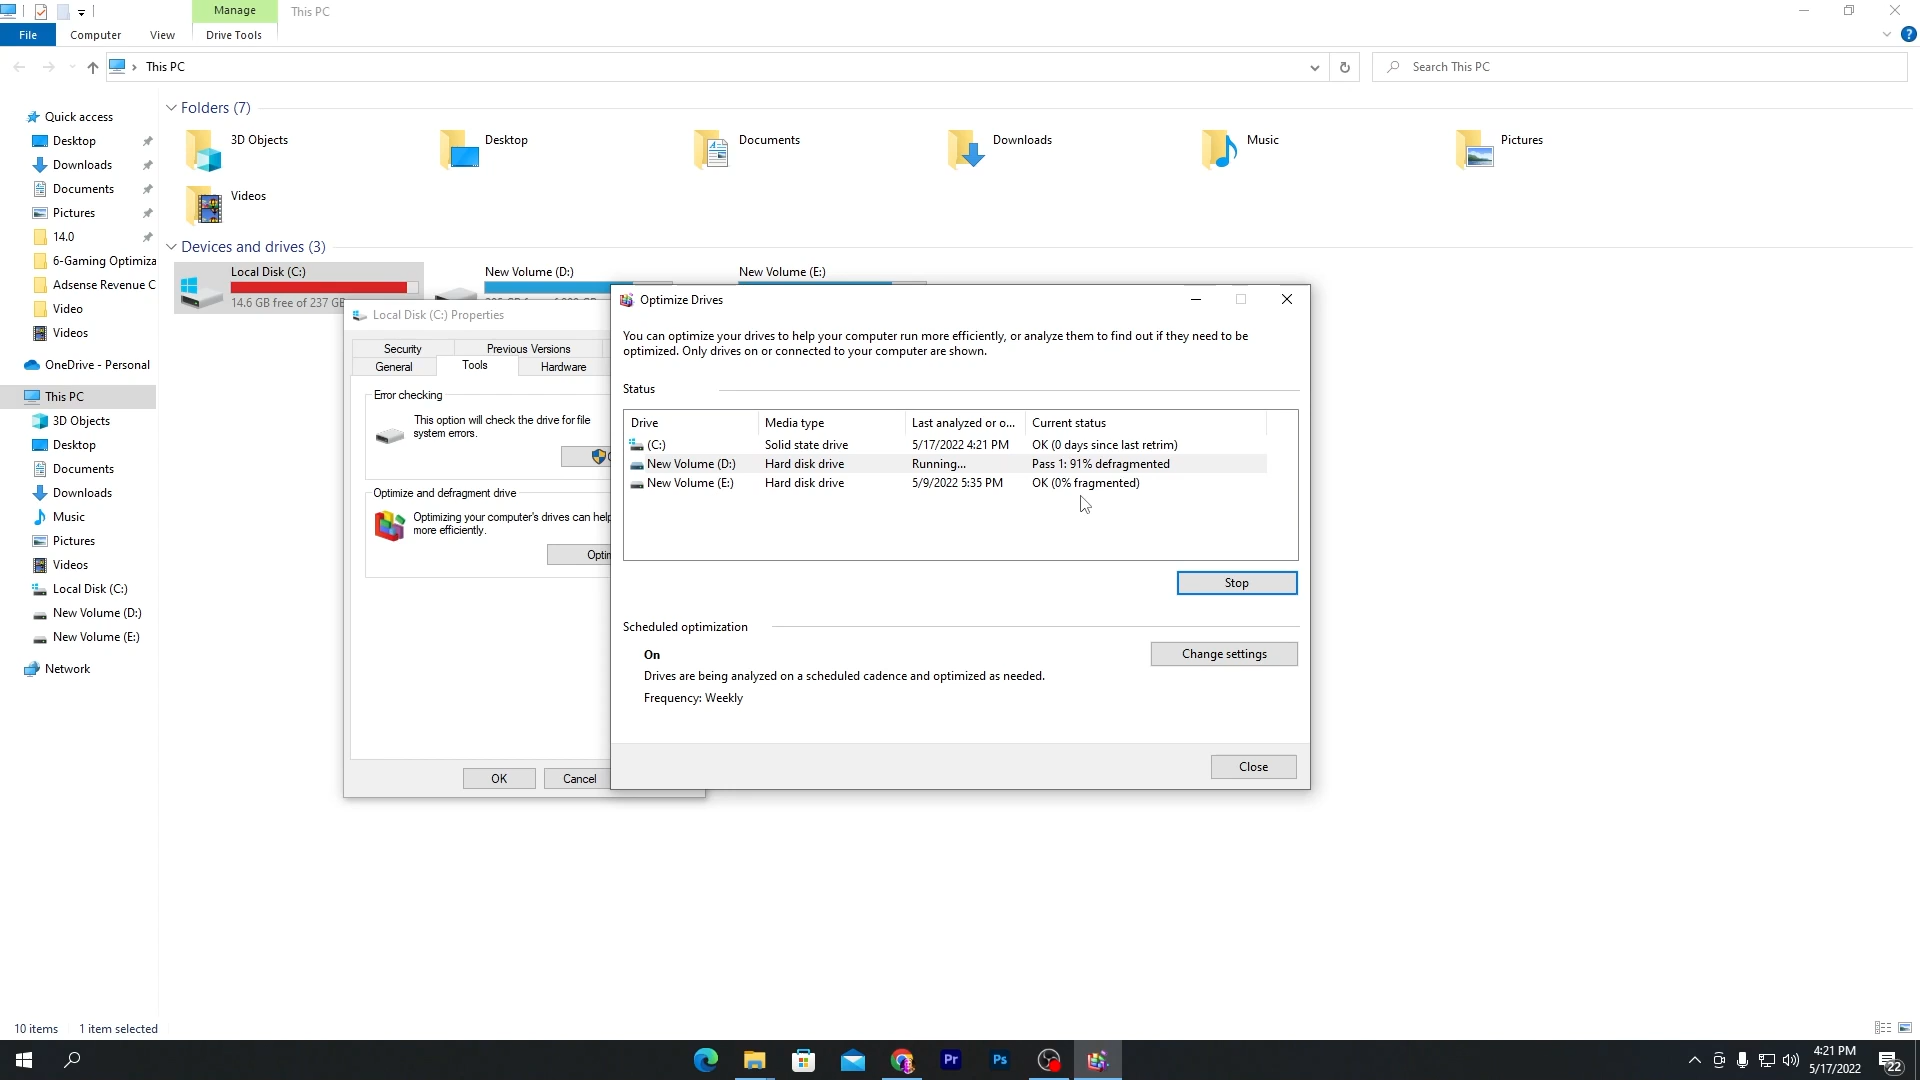 Manage
This PC
File
Computer
View
Drive Tools
This PC
Search This PC
Quick access
Desktop
Downloads
Documents
Pictures
14.0
6-Gaming Optimiza
Adsense Revenue C
Video
Videos
OneDrive - Personal
This PC
3D Objects
Desktop
Documents
Downloads
Music
Pictures
Videos
Local Disk (C:)
New Volume (D:)
New Volume (E:)
Network
Folders (7)
3D Objects
Desktop
Documents
Downloads
Music
Pictures
Videos
Devices and drives (3)
Local Disk (C:)
14.6 GB free of 237 GB
New Volume (D:)
New Volume (E:)
Local Disk (C:) Properties
Security
Previous Versions
General
Tools
Hardware
Error checking
This option will check the drive for file
system errors.
Optimize and defragment drive
Optimizing your computer's drives can help
more efficiently.
Optim
OK
Cancel
Optimize Drives
You can optimize your drives to help your computer run more efficiently, or analyze them to find out if they need to be
optimized. Only drives on or connected to your computer are shown.
Status
Drive Media type Last analyzed or o... Current status
(C:) Solid state drive 5/17/2022 4:21 PM OK (0 days since last retrim)
New Volume (D:) Hard disk drive Running... Pass 1: 91% defragmented
New Volume (E:) Hard disk drive 5/9/2022 5:35 PM OK (0% fragmented)
Stop
Scheduled optimization
On
Change settings
Drives are being analyzed on a scheduled cadence and optimized as needed.
Frequency: Weekly
Close
10 items
1 item selected
Pr
Ps
4:21 PM
5/17/2022
22